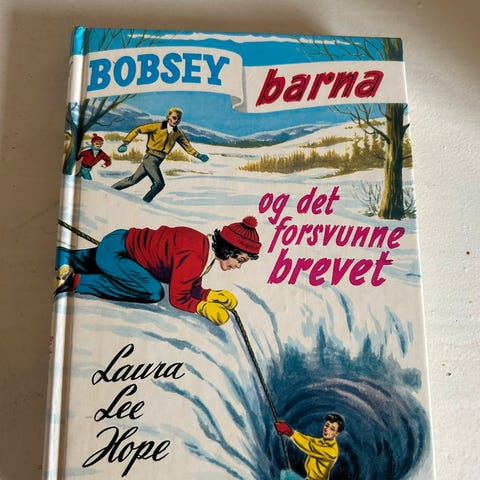 BOBSEY barna
og det
forsvunne
brevet
Laura
Lee
Hope